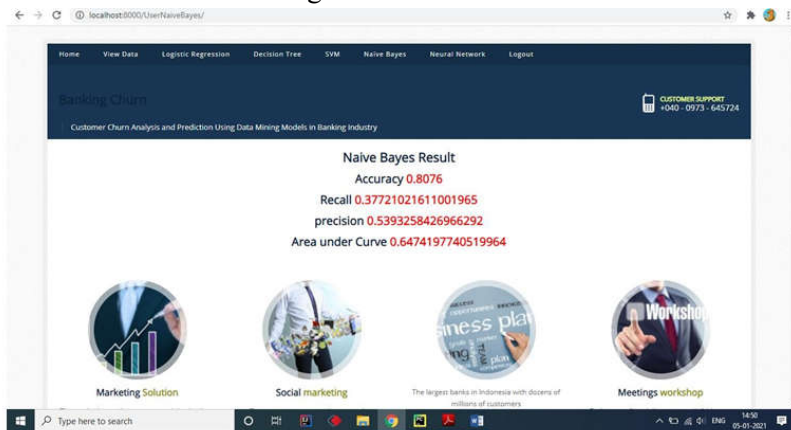 localhost:8000/UserNaiveBayes/
Home View Data Logistic Regression Decision Tree SVM Naive Bayes Neural Network Logout
Banking Churn
CUSTOMER SUPPORT
+040 - 0973 - 645724
Customer Churn Analysis and Prediction Using Data Mining Models in Banking Industry
Naive Bayes Result
Accuracy 0.8076
Recall 0.37721021611001965
precision 0.5393258426966292
Area under Curve 0.6474197740519964
Workshop
Marketing Solution
Social marketing
The largest banks in Indonesia with dozens of
millions of customers
Meetings workshop
Type here to search
ENG
14:50
05-01-2021